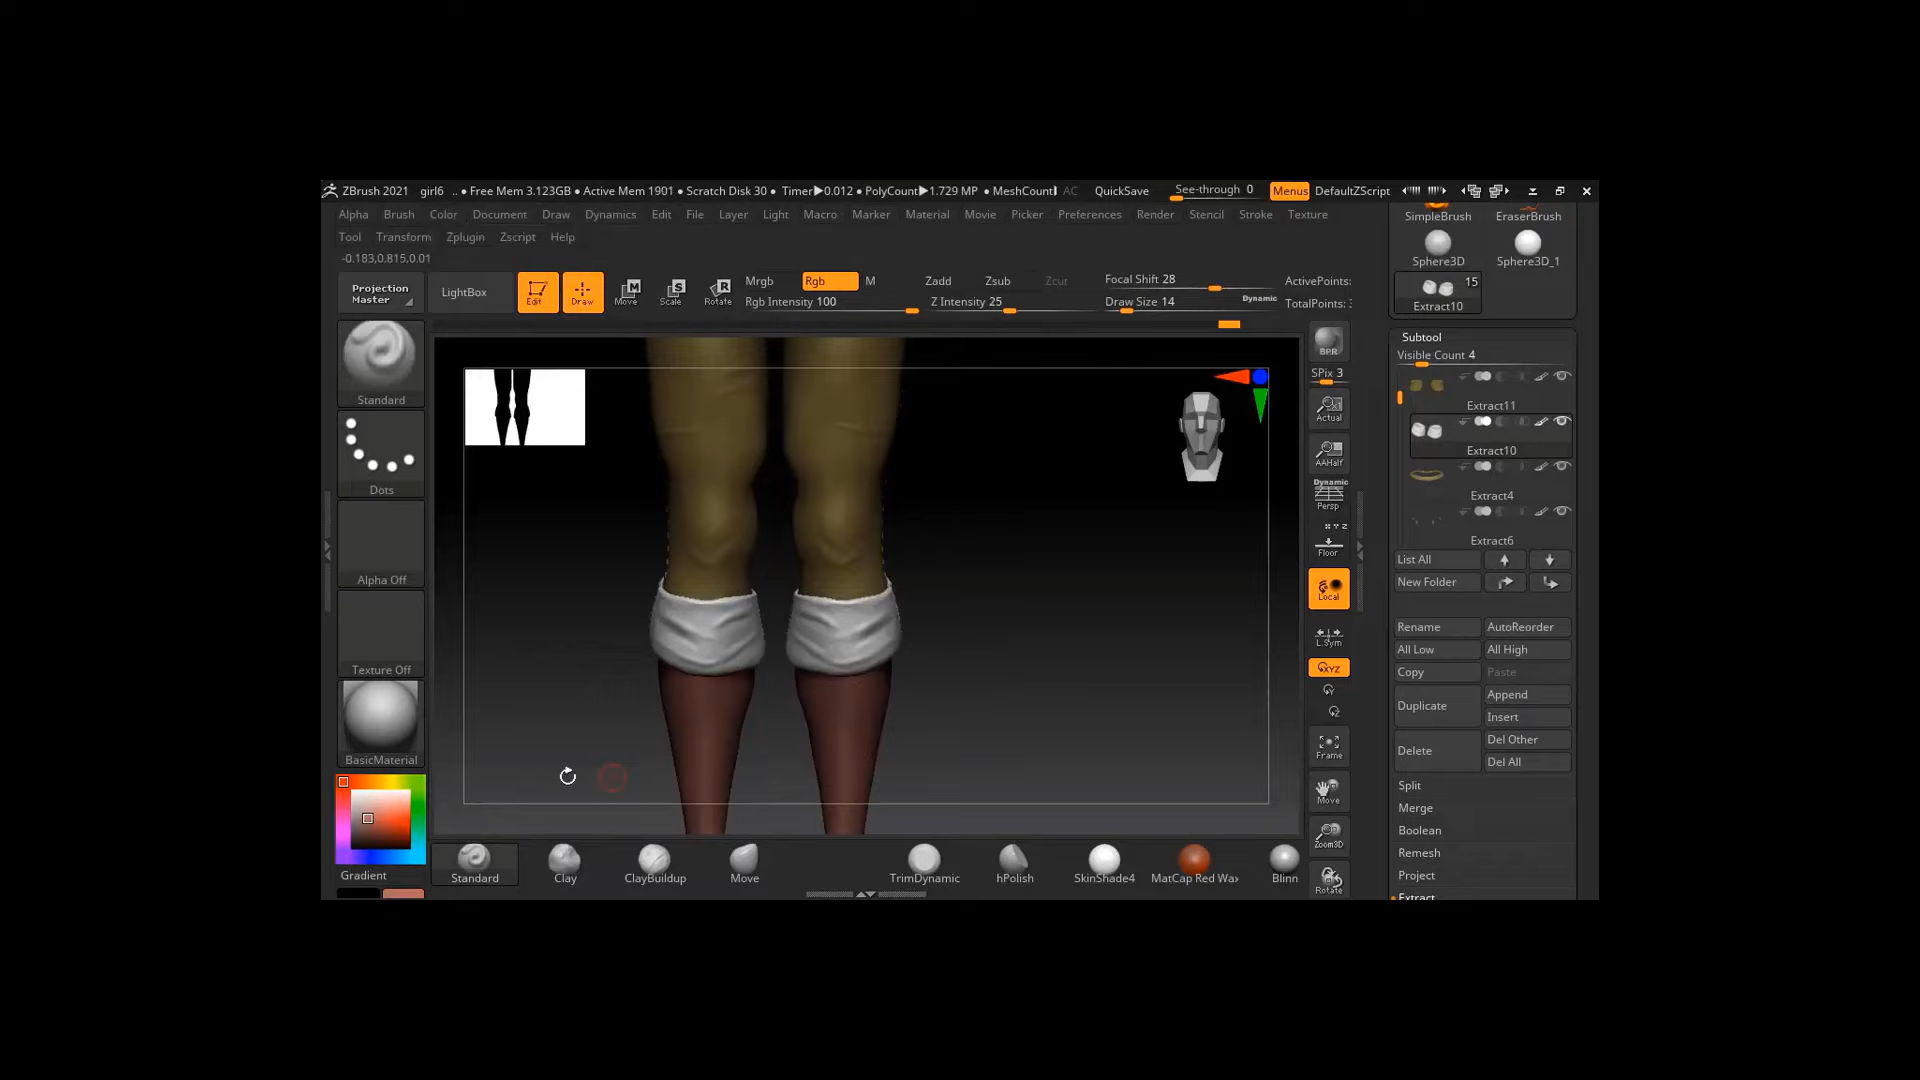 ZBrush 2021 girl6 .. • Free Mem 3.123GB • Active Mem 1901 • Scratch Disk 30 • Timer▶0.012 • PolyCount▶1.729 MP • MeshCount AC QuickSave See-through 0 Menus DefaultZScript
Alpha Brush Color Document Draw Dynamics Edit File Layer Light Macro Marker Material Movie Picker Preferences Render Stencil Stroke Texture
Tool Transform Zplugin Zscript Help
-0.183,0.815,0.01
Projection Master
LightBox
Edit
Draw
M
Move
S
Scale
R
Rotate
Mrgb Rgb M
Rgb Intensity 100
Zadd Zsub Zcut
Z Intensity 25
Focal Shift 28
Draw Size 14
Dynamic
ActivePoints:
TotalPoints:
Standard
Dots
Alpha Off
Texture Off
BasicMaterial
Gradient
BPR
SPix 3
x1
Actual
AAHalf
Dynamic
Persp
X Y Z
Floor
Local
L.Sym
XYZ
Y
Z
Frame
Move
Zoom3D
Rotate
SimpleBrush EraserBrush
Sphere3D Sphere3D_1
15
Extract10
Subtool
Visible Count 4
Extract11
Extract10
Extract4
Extract6
List All
New Folder
Rename AutoReorder
All Low All High
Copy Paste
Duplicate Append
Insert
Delete Del Other
Del All
Split
Merge
Boolean
Remesh
Project
Extract
Standard Clay ClayBuildup Move TrimDynamic hPolish SkinShade4 MatCap Red Wax Blinn